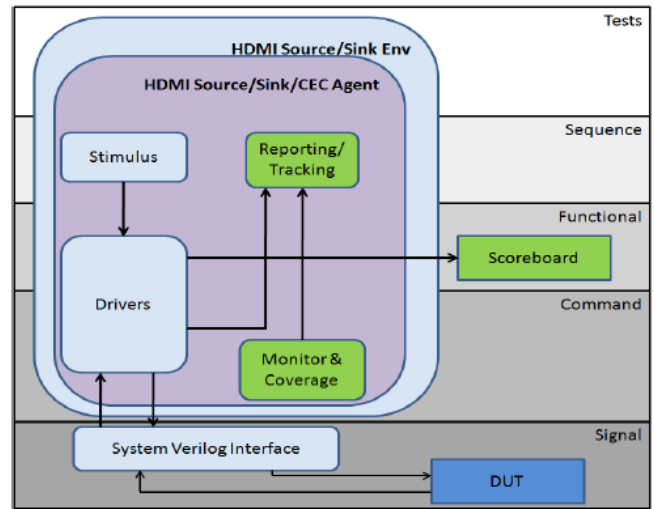 Tests
HDMI Source/Sink Env
HDMI Source/Sink/CEC Agent
Sequence
Stimulus
Reporting/
Tracking
Functional
Scoreboard
Drivers
Command
Monitor &
Coverage
Signal
System Verilog Interface
DUT